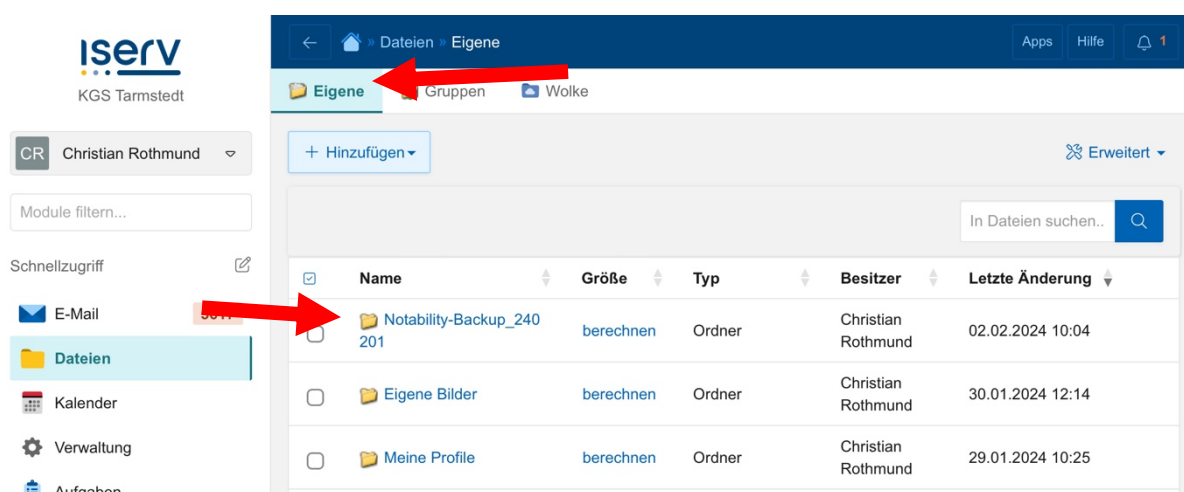 IServ
KGS Tarmstedt
CR Christian Rothmund
Module filtern...
Schnellzugriff
E-Mail
Dateien
Kalender
Verwaltung
Aufgaben
» Dateien » Eigene
Apps Hilfe 1
Eigene Gruppen Wolke
+ Hinzufügen
Erweitert
In Dateien suchen..
Name Größe Typ Besitzer Letzte Änderung
Notability-Backup_240
201 berechnen Ordner Christian
Rothmund 02.02.2024 10:04
Eigene Bilder berechnen Ordner Christian
Rothmund 30.01.2024 12:14
Meine Profile berechnen Ordner Christian
Rothmund 29.01.2024 10:25